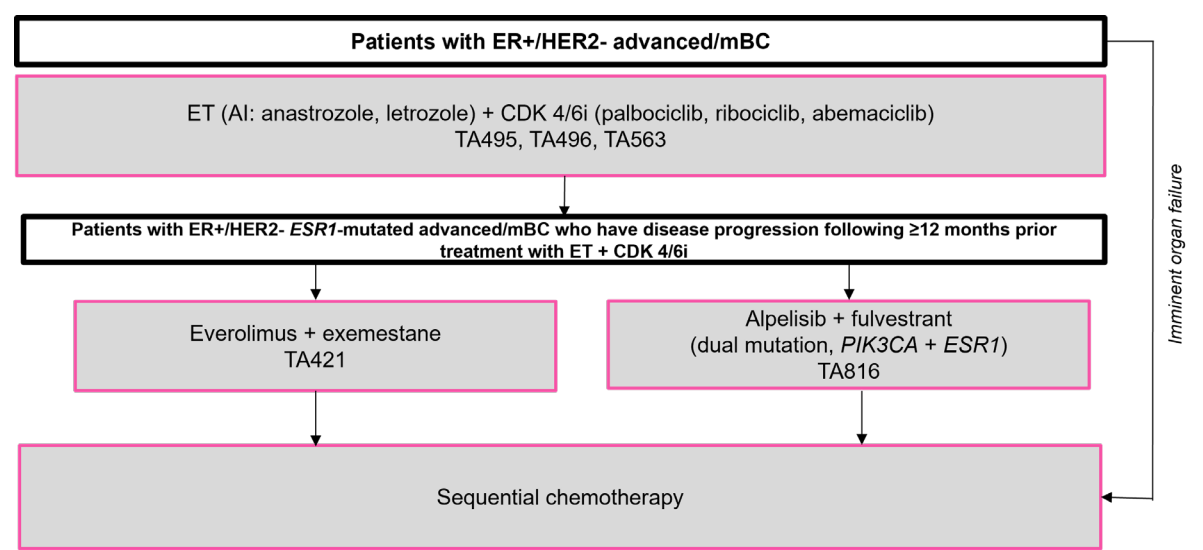 Patients with ER+/HER2- advanced/mBC
ET (AI: anastrozole, letrozole) + CDK 4/6i (palbociclib, ribociclib, abemaciclib)
TA495, TA496, TA563
Imminent organ failure
Patients with ER+/HER2- ESR1-mutated advanced/mBC who have disease progression following ≥12 months prior
treatment with ET + CDK 4/6i
Everolimus + exemestane
TA421
Alpelisib + fulvestrant
(dual mutation, PIK3CA + ESR1)
TA816
Sequential chemotherapy